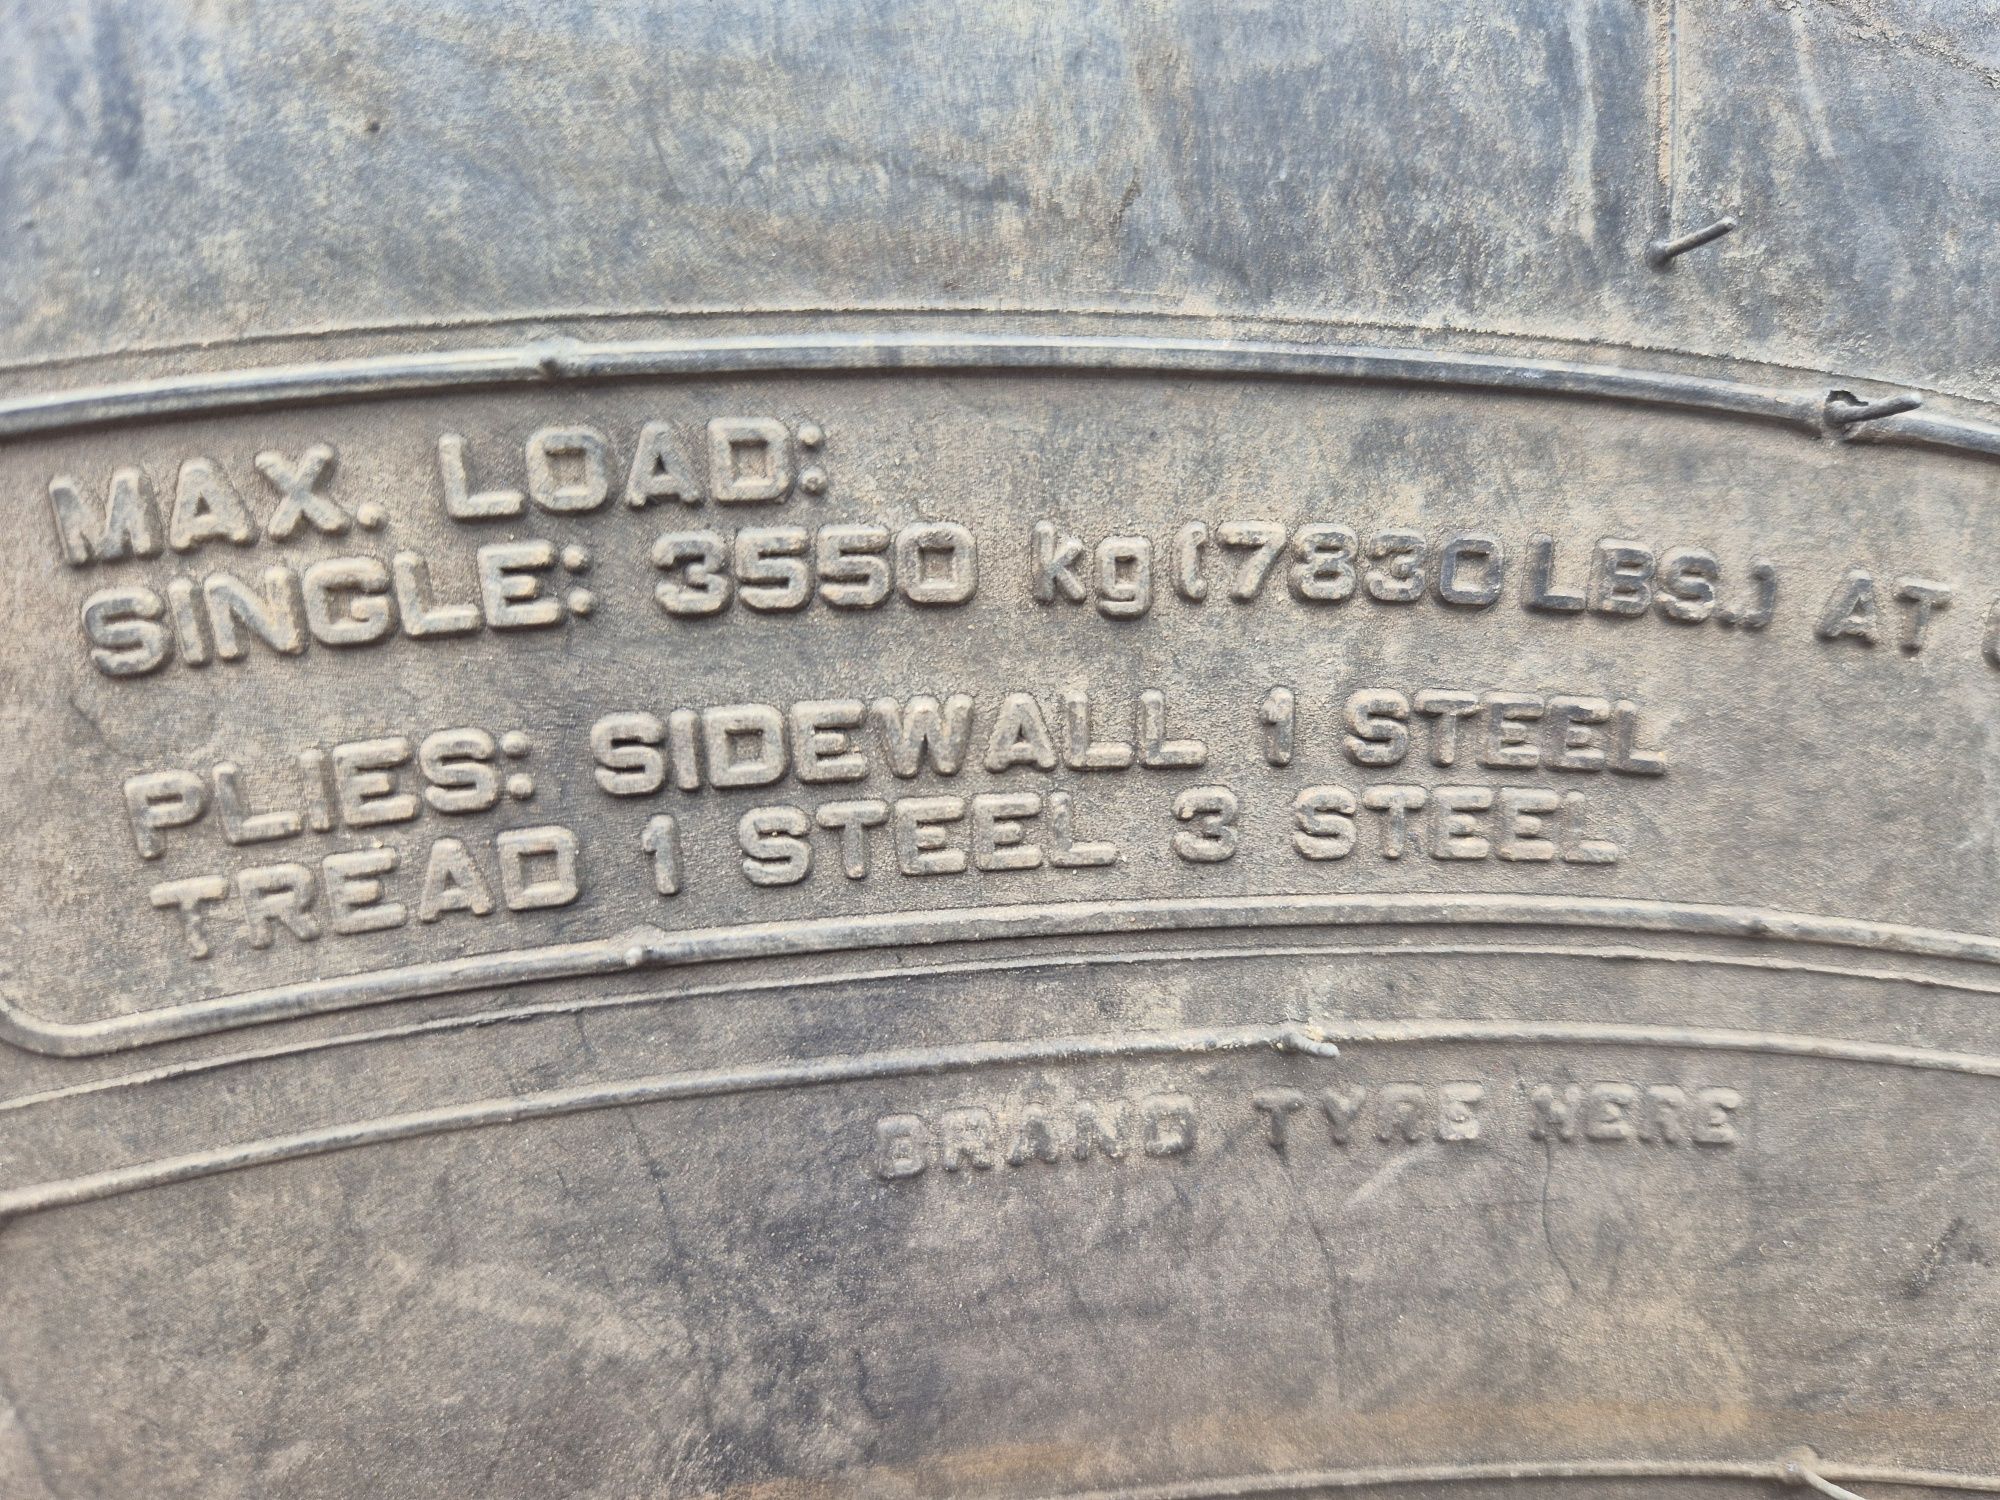 MAX. LOAD:
SINGLE: 3550 kg (7830 LBS.) AT
PLIES: SIDEWALL 1 STEEL
TREAD 1 STEEL 3 STEEL
BRAND TYRE HERE